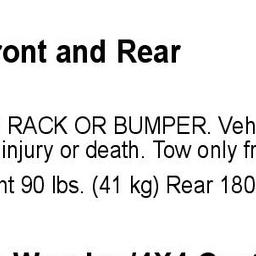 ront and Rear
RACK OR BUMPER. Veh
injury or death. Tow only fr
nt 90 lbs. (41 kg) Rear 180